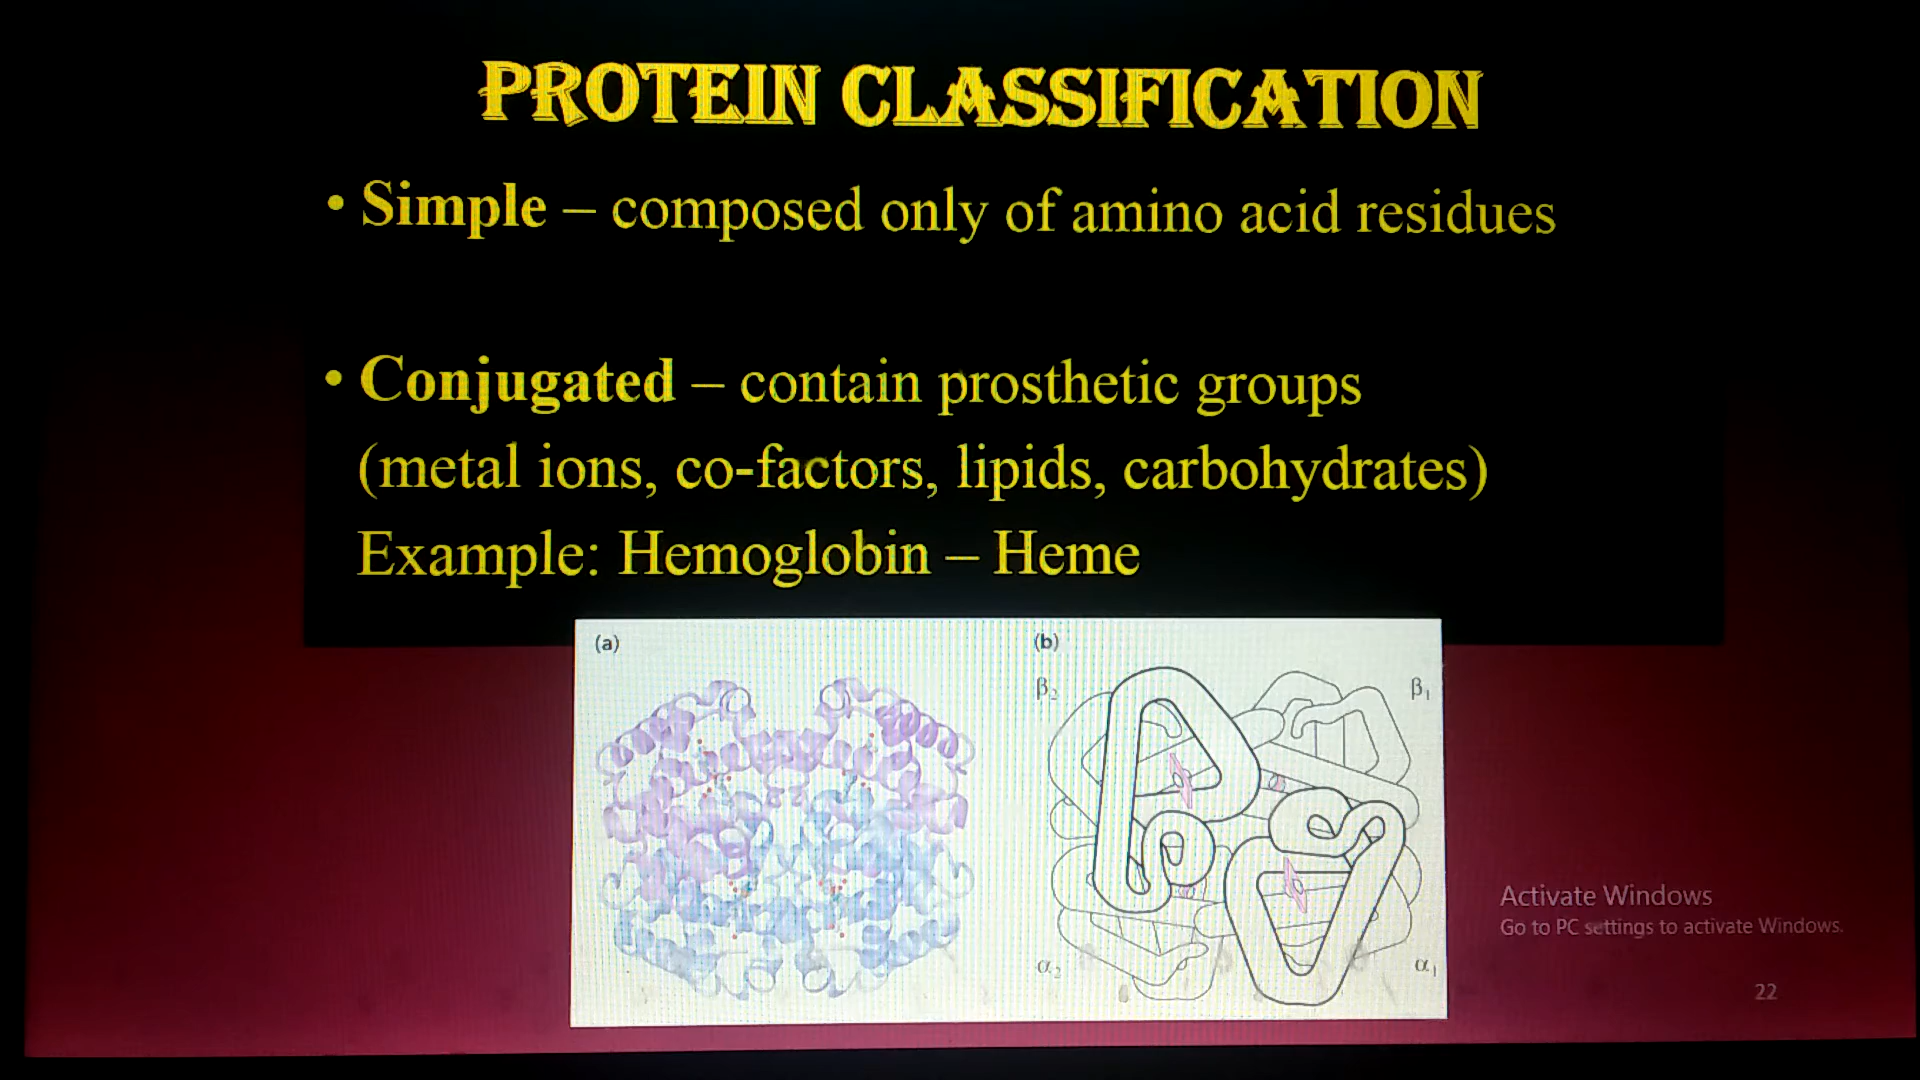 PROTEIN CLASSIFICATION
• Simple – composed only of amino acid residues
• Conjugated – contain prosthetic groups
(metal ions, co-factors, lipids, carbohydrates)
Example: Hemoglobin – Heme
(a)
(b)
β₂
β₁
α₂
α₁
Activate Windows
Go to PC settings to activate Windows.
22